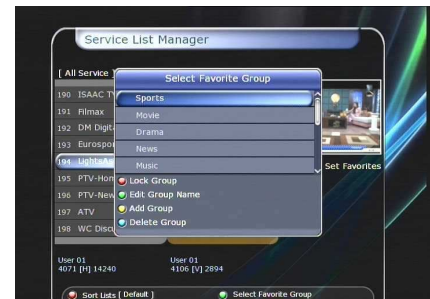 Service List Manager
[ All Service ]
Select Favorite Group
Sports
190 ISAAC TV
191 Filmax
Movie
192 DM Digit
Drama
193 Eurospor
News
194
Music
Set Favorites
195 PTV-Hom
Lock Group
196 PTV-New
Edit Group Name
197 ATV
Add Group
198 WC Disc
Delete Group
User 01
4071 [H] 14240
User 01
4106 [V] 2894
Sort Lists [ Default ]
Select Favorite Group